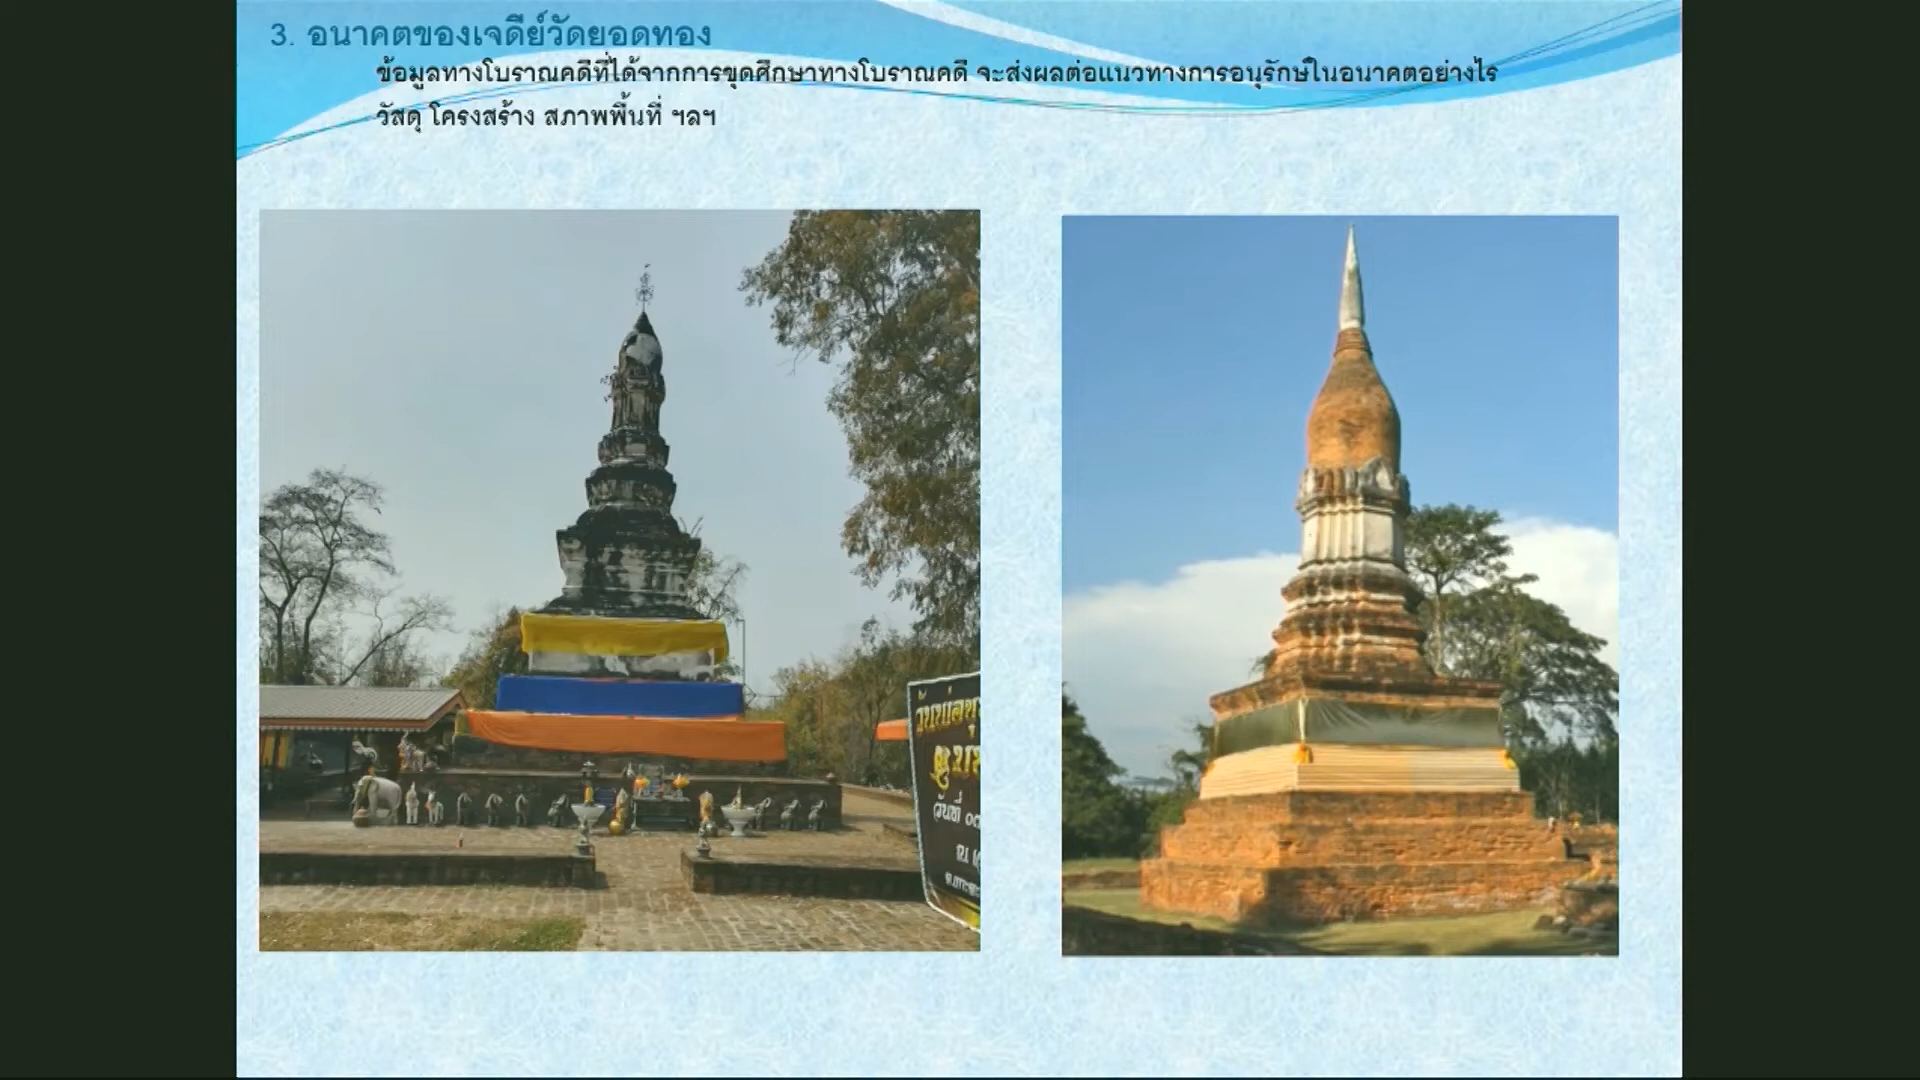 3. อนาคตของเจดีย์วัดยอดทอง
ข้อมูลทางโบราณคดีที่ได้จากการขุดศึกษาทางโบราณคดี จะส่งผลต่อแนวทางการอนุรักษ์ในอนาคตอย่างไร
วัสดุ โครงสร้าง สภาพพื้นที่ ฯลฯ